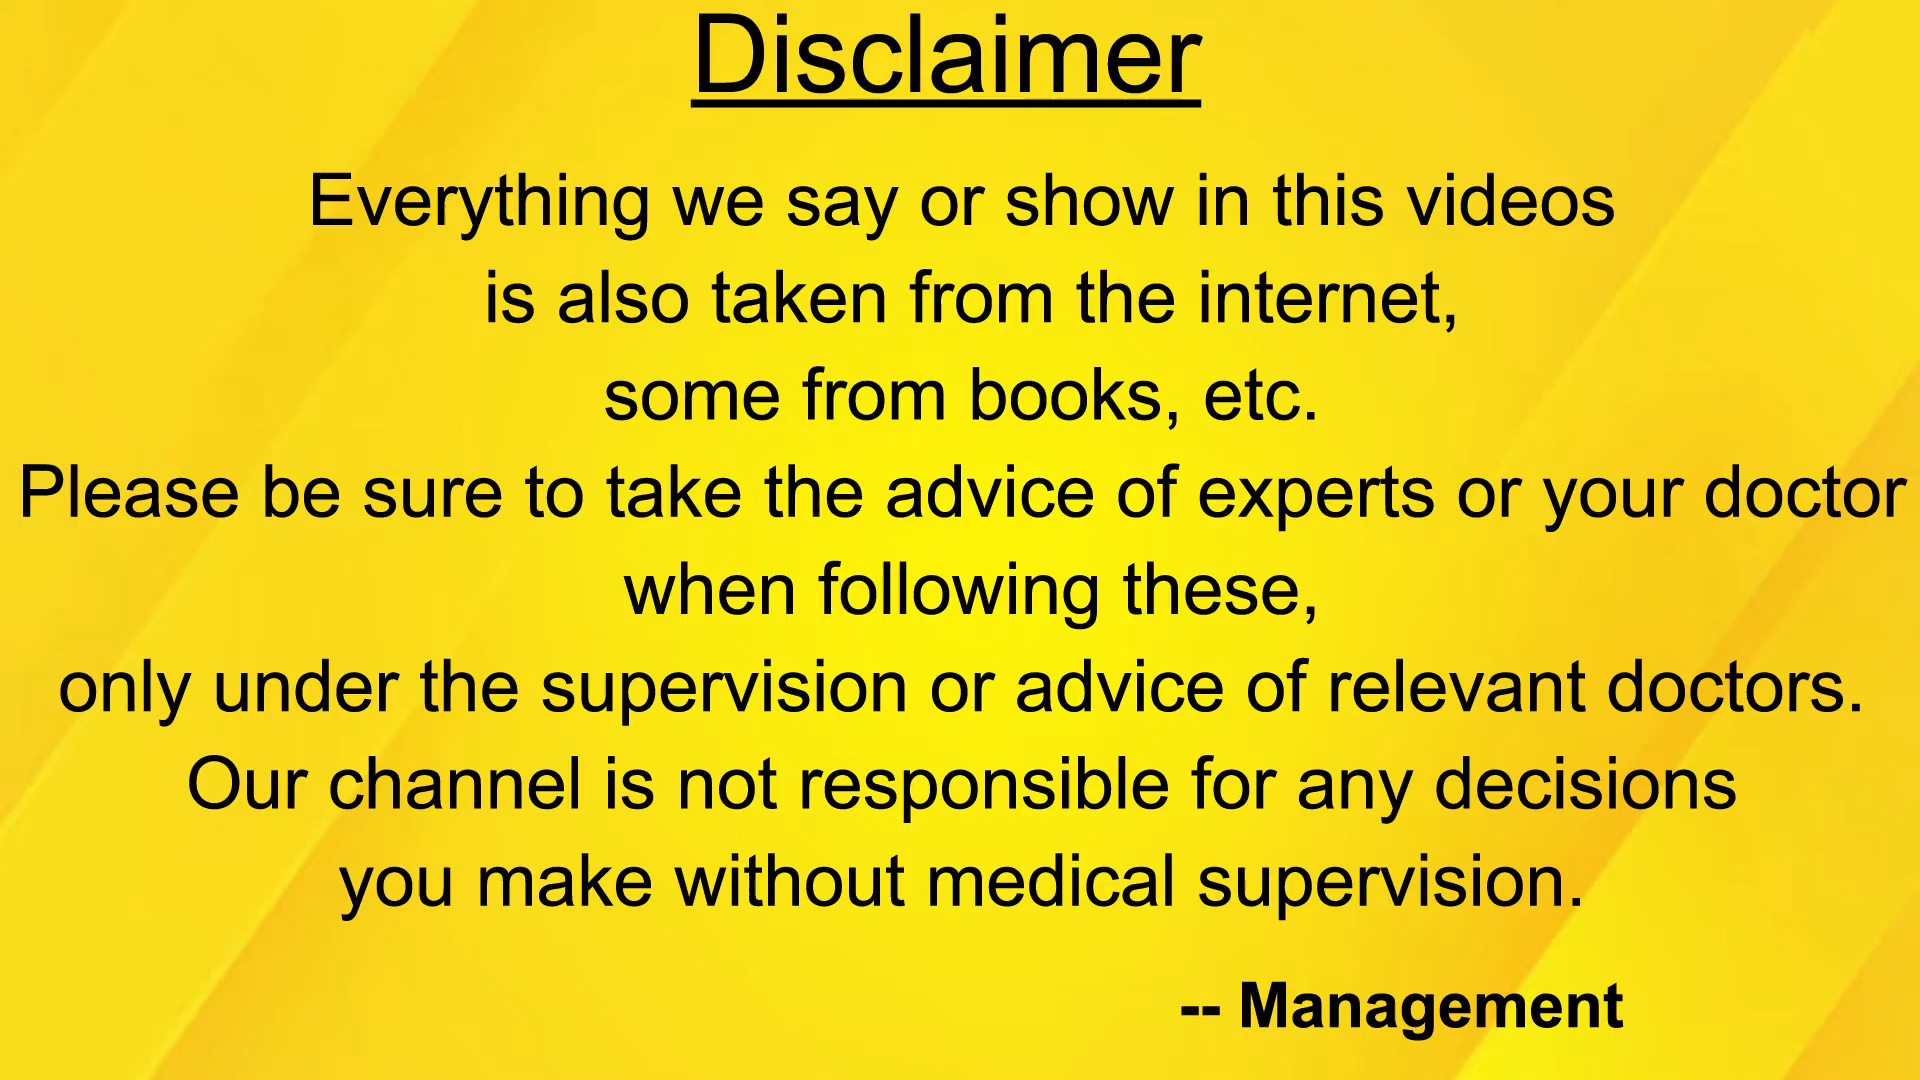 Disclaimer
Everything we say or show in this videos
is also taken from the internet,
some from books, etc.
Please be sure to take the advice of experts or your doctor
when following these,
only under the supervision or advice of relevant doctors.
Our channel is not responsible for any decisions
you make without medical supervision.
-- Management